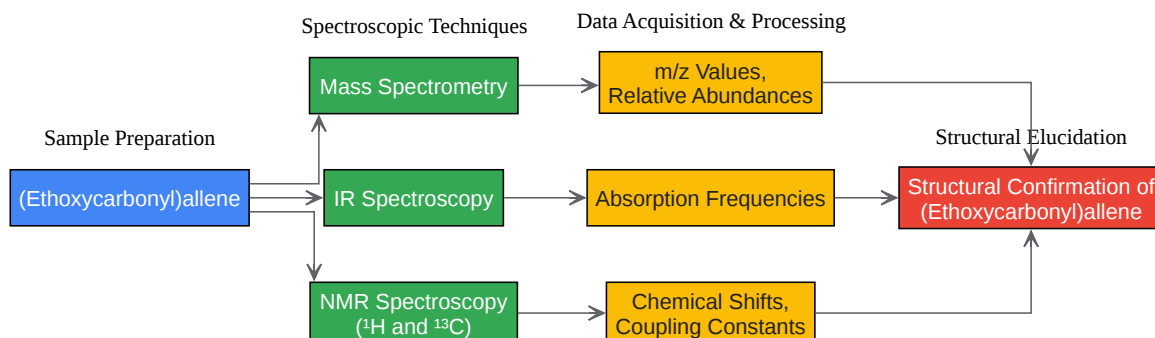 Spectroscopic Techniques
Data Acquisition & Processing
Mass Spectrometry
m/z Values,
Relative Abundances
Sample Preparation
Structural Elucidation
(Ethoxycarbonyl)allene
IR Spectroscopy
Absorption Frequencies
Structural Confirmation of
(Ethoxycarbonyl)allene
NMR Spectroscopy
(¹H and ¹³C)
Chemical Shifts,
Coupling Constants